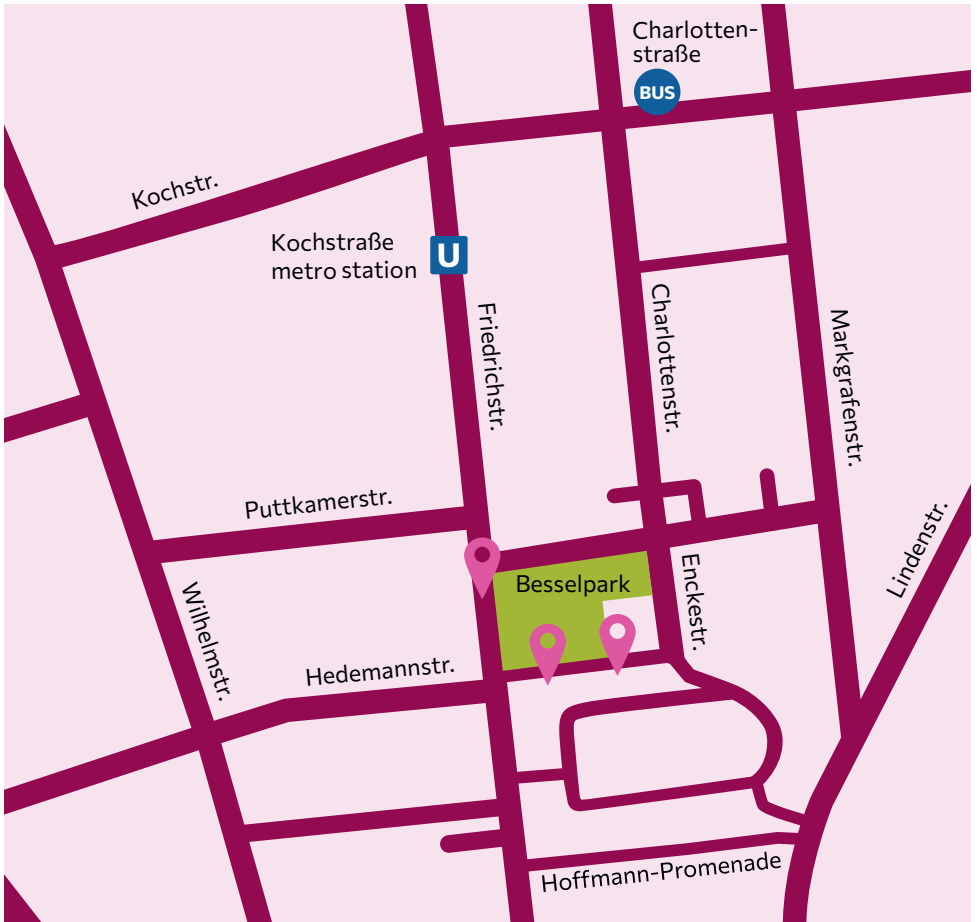 Charlotten-
straße
BUS
Kochstr.
Kochstraße
metro station
U
Friedrichstr.
Charlottenstr.
Markgrafenstr.
Puttkamerstr.
Lindenstr.
Besselpark
Enckestr.
Wilhelmstr.
Hedemannstr.
Hoffmann-Promenade